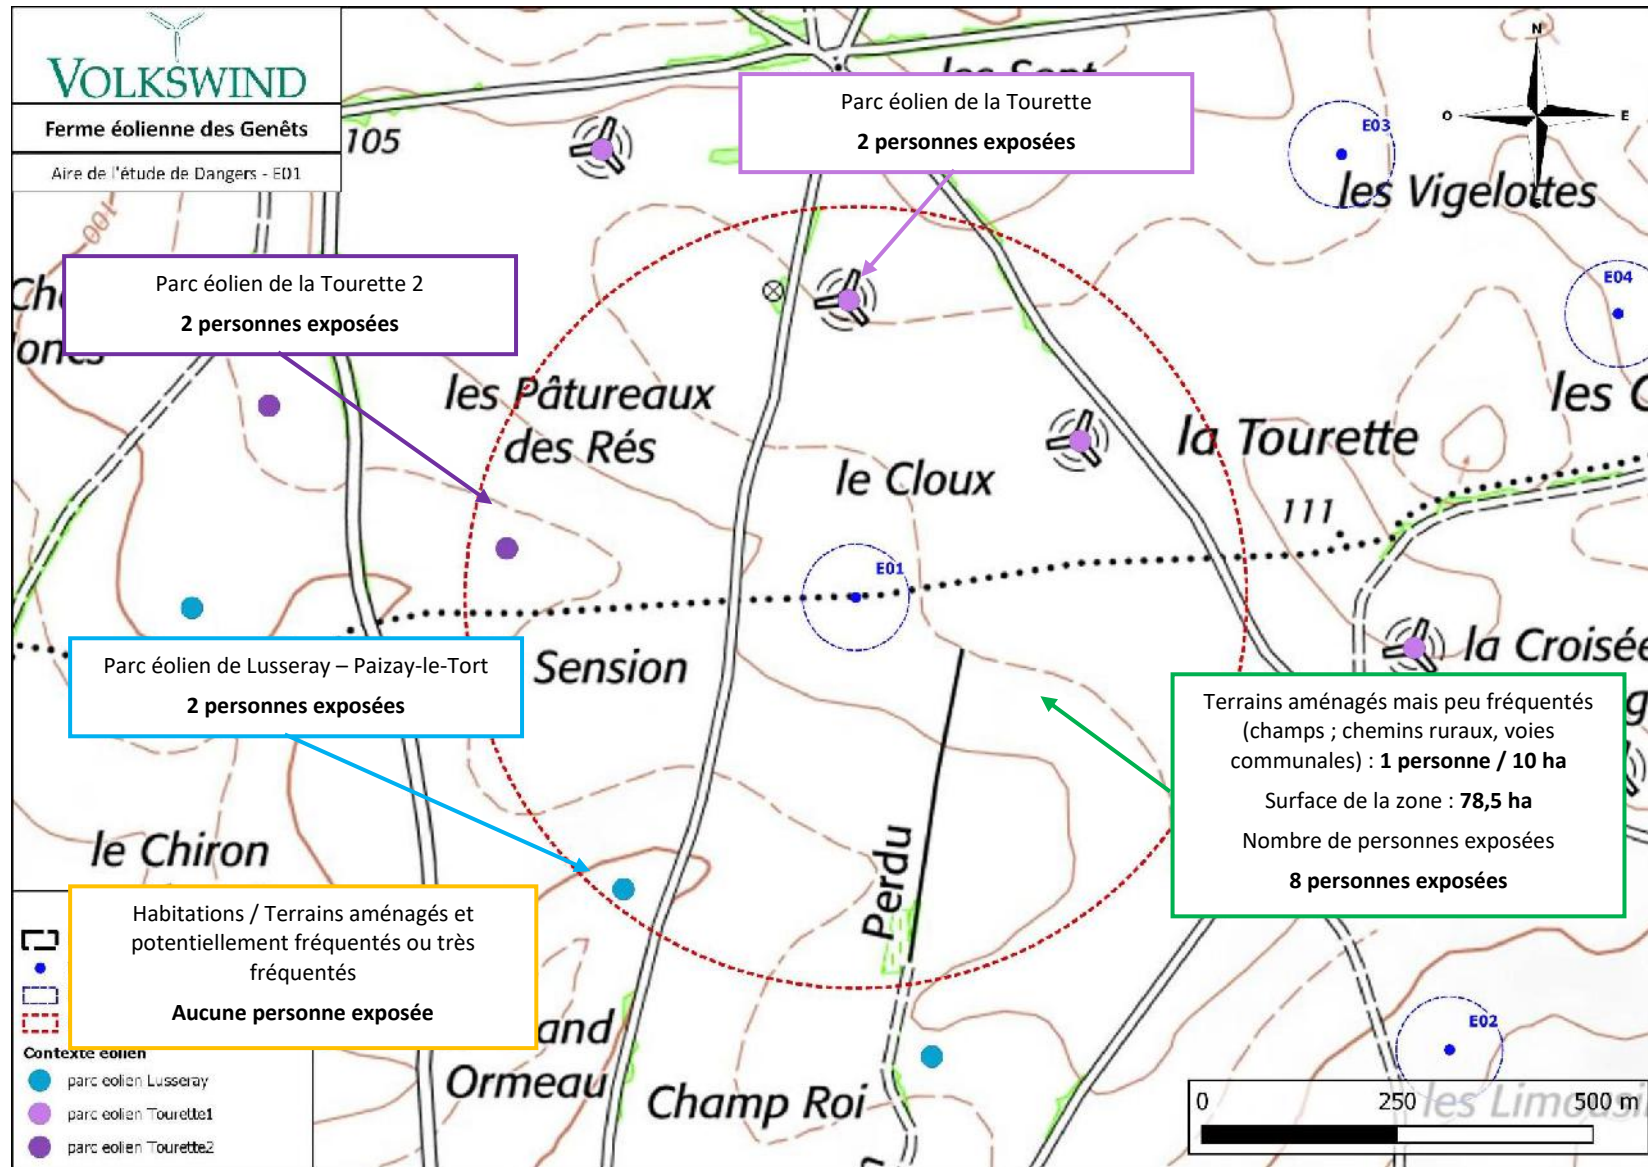 VOLKSWIND
Ferme éolienne des Genêts
Aire de l'étude de Dangers - E01
105
100
les Sept
Parc éolien de la Tourette
2 personnes exposées
E03
N
O
E
les Vigelottes
E04
Parc éolien de la Tourette 2
2 personnes exposées
les Pâtureaux
des Rés
le Cloux
la Tourette
111
E01
Parc éolien de Lusseray – Paizay-le-Tort
2 personnes exposées
Sension
la Croisée
Terrains aménagés mais peu fréquentés
(champs ; chemins ruraux, voies
communales) : 1 personne / 10 ha
Surface de la zone : 78,5 ha
Nombre de personnes exposées
8 personnes exposées
le Chiron
Perdu
Habitations / Terrains aménagés et
potentiellement fréquentés ou très
fréquentés
Aucune personne exposée
E02
Ormeau
Champ Roi
Contexte éolien
parc eolien Lusseray
parc eolien Tourette1
parc eolien Tourette2
0 250 500 m